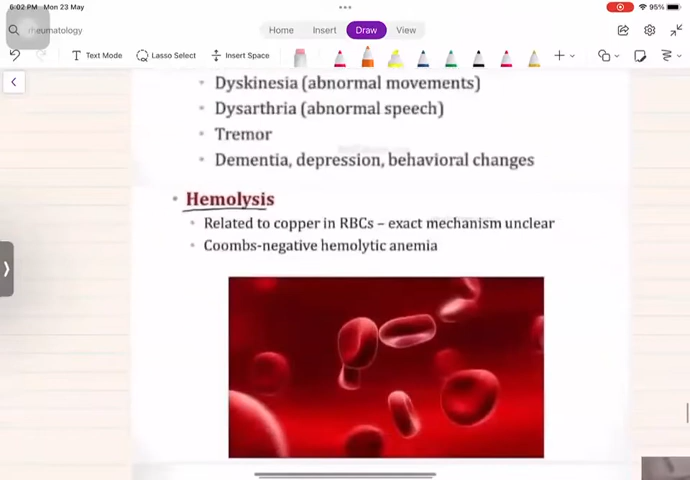 6:02 PM Mon 23 May
95%
rheumatology
Home Insert Draw View
Text Mode Lasso Select Insert Space
Dyskinesia (abnormal movements)
Dysarthria (abnormal speech)
Tremor
Dementia, depression, behavioral changes
Hemolysis
Related to copper in RBCs – exact mechanism unclear
Coombs-negative hemolytic anemia